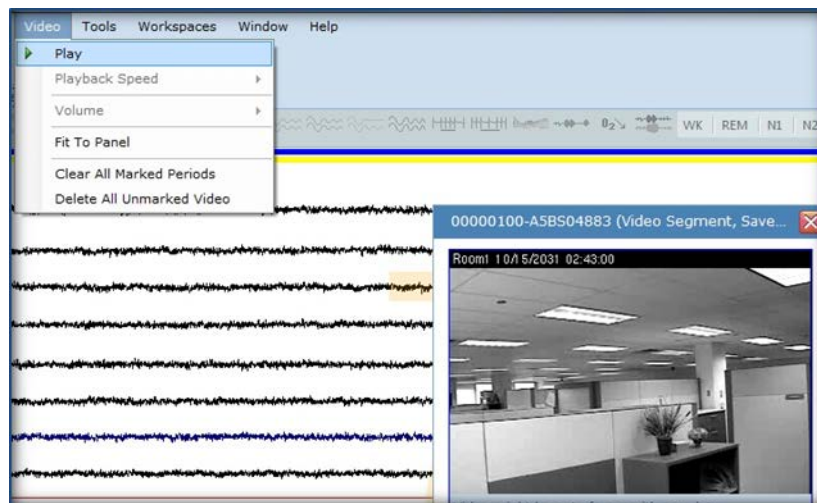 Video Tools Workspaces Window Help
Play
Playback Speed
Volume
Fit To Panel
Clear All Marked Periods
Delete All Unmarked Video
WK REM N1 N2
00000100-A5BS04883 (Video Segment, Save...
Room1 10/15/2031 02:43:00